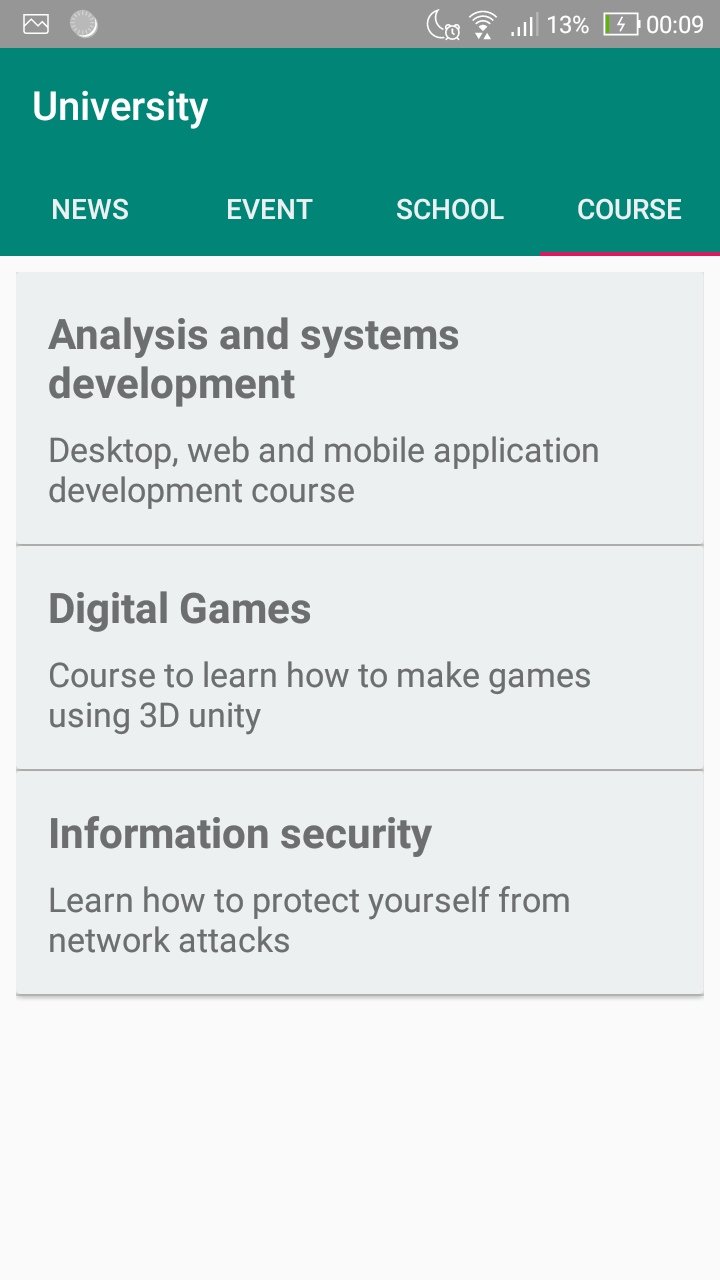 13% 00:09
University
NEWS EVENT SCHOOL COURSE
Analysis and systems
development
Desktop, web and mobile application
development course
Digital Games
Course to learn how to make games
using 3D unity
Information security
Learn how to protect yourself from
network attacks